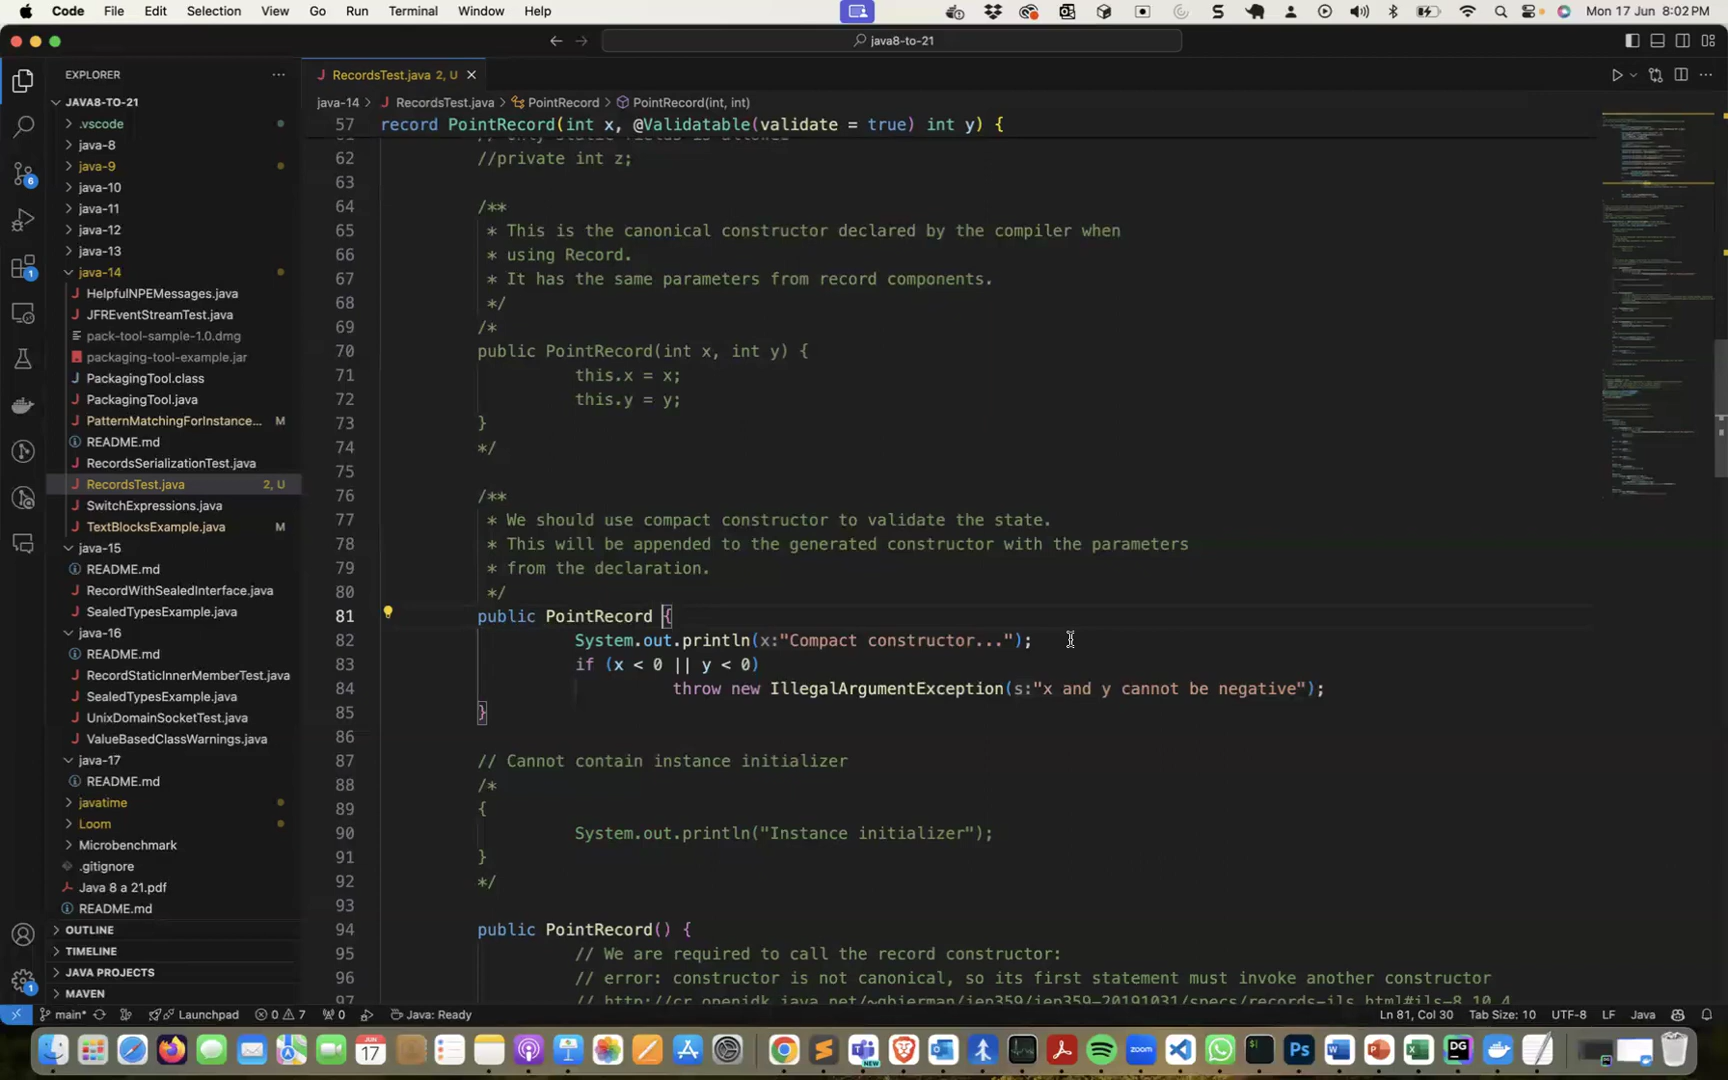 Code File Edit Selection View Go Run Terminal Window Help Mon 17 Jun 8:02 PM
java8-to-21
EXPLORER
RecordsTest.java 2, U
java-14 > RecordsTest.java > PointRecord > PointRecord(int, int)
JAVA8-TO-21
.vscode
java-8
java-9
java-10
java-11
java-12
java-13
java-14
HelpfulNPEMessages.java
JFREventStreamTest.java
pack-tool-sample-1.0.dmg
packaging-tool-example.jar
PackagingTool.class
PackagingTool.java
PatternMatchingForInstance... M
README.md
RecordsSerializationTest.java
RecordsTest.java 2, U
SwitchExpressions.java
TextBlocksExample.java M
java-15
README.md
RecordWithSealedInterface.java
SealedTypesExample.java
java-16
RecordStaticInnerMemberTest.java
SealedTypesExample.java
UnixDomainSocketTest.java
ValueBasedClassWarnings.java
java-17
README.md
javatime
Loom
Microbenchmark
.gitignore
Java 8 a 21.pdf
README.md
OUTLINE
TIMELINE
JAVA PROJECTS
MAVEN
57 record PointRecord(int x, @Validatable(validate = true) int y) {
62 //private int z;
63
64 /**
65 * This is the canonical constructor declared by the compiler when
66 * using Record.
67 * It has the same parameters from record components.
68 */
69 /*
70 public PointRecord(int x, int y) {
71 this.x = x;
72 this.y = y;
73 }
74 */
75
76 /**
77 * We should use compact constructor to validate the state.
78 * This will be appended to the generated constructor with the parameters
79 * from the declaration.
80 */
81 public PointRecord {
82 System.out.println(x:"Compact constructor...");
83 if (x < 0 || y < 0)
84 throw new IllegalArgumentException(s:"x and y cannot be negative");
85 }
86
87 // Cannot contain instance initializer
88 /*
89 {
90 System.out.println("Instance initializer");
91 }
92 */
93
94 public PointRecord() {
95 // We are required to call the record constructor:
96 // error: constructor is not canonical, so its first statement must invoke another constructor
97
main* Launchpad 0 7 0 Java: Ready Ln 81, Col 30 Tab Size: 10 UTF-8 LF Java